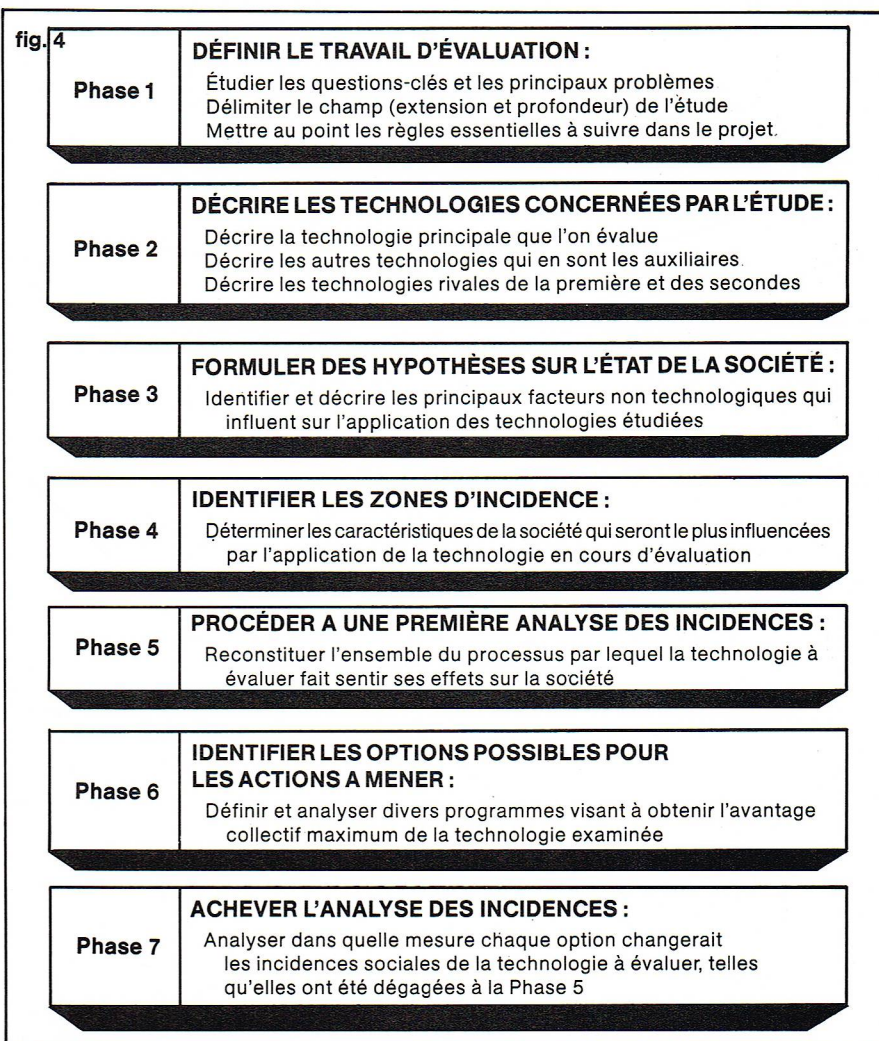 fig. 4
Phase 1
DÉFINIR LE TRAVAIL D'ÉVALUATION :
Étudier les questions-clés et les principaux problèmes
Délimiter le champ (extension et profondeur) de l'étude
Mettre au point les règles essentielles à suivre dans le projet.
Phase 2
DÉCRIRE LES TECHNOLOGIES CONCERNÉES PAR L'ÉTUDE :
Décrire la technologie principale que l'on évalue
Décrire les autres technologies qui en sont les auxiliaires.
Décrire les technologies rivales de la première et des secondes
Phase 3
FORMULER DES HYPOTHÈSES SUR L'ÉTAT DE LA SOCIÉTÉ :
Identifier et décrire les principaux facteurs non technologiques qui
influent sur l'application des technologies étudiées
Phase 4
IDENTIFIER LES ZONES D'INCIDENCE :
Déterminer les caractéristiques de la société qui seront le plus influencées
par l'application de la technologie en cours d'évaluation
Phase 5
PROCÉDER A UNE PREMIÈRE ANALYSE DES INCIDENCES :
Reconstituer l'ensemble du processus par lequel la technologie à
évaluer fait sentir ses effets sur la société
Phase 6
IDENTIFIER LES OPTIONS POSSIBLES POUR
LES ACTIONS A MENER :
Définir et analyser divers programmes visant à obtenir l'avantage
collectif maximum de la technologie examinée
Phase 7
ACHEVER L'ANALYSE DES INCIDENCES :
Analyser dans quelle mesure chaque option changerait
les incidences sociales de la technologie à évaluer, telles
qu'elles ont été dégagées à la Phase 5